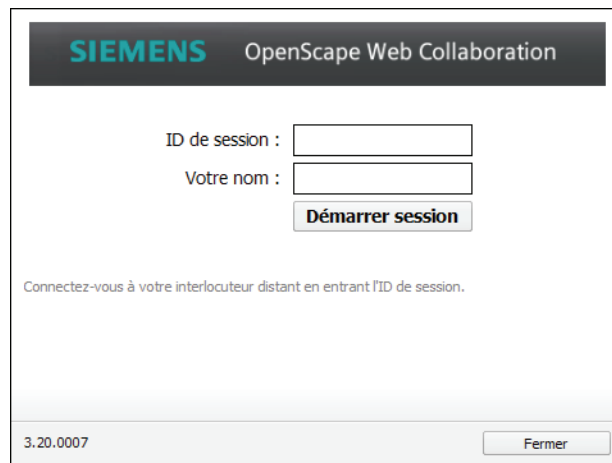 SIEMENS OpenScape Web Collaboration
ID de session :
Votre nom :
Démarrer session
Connectez-vous à votre interlocuteur distant en entrant l'ID de session.
3.20.0007 Fermer